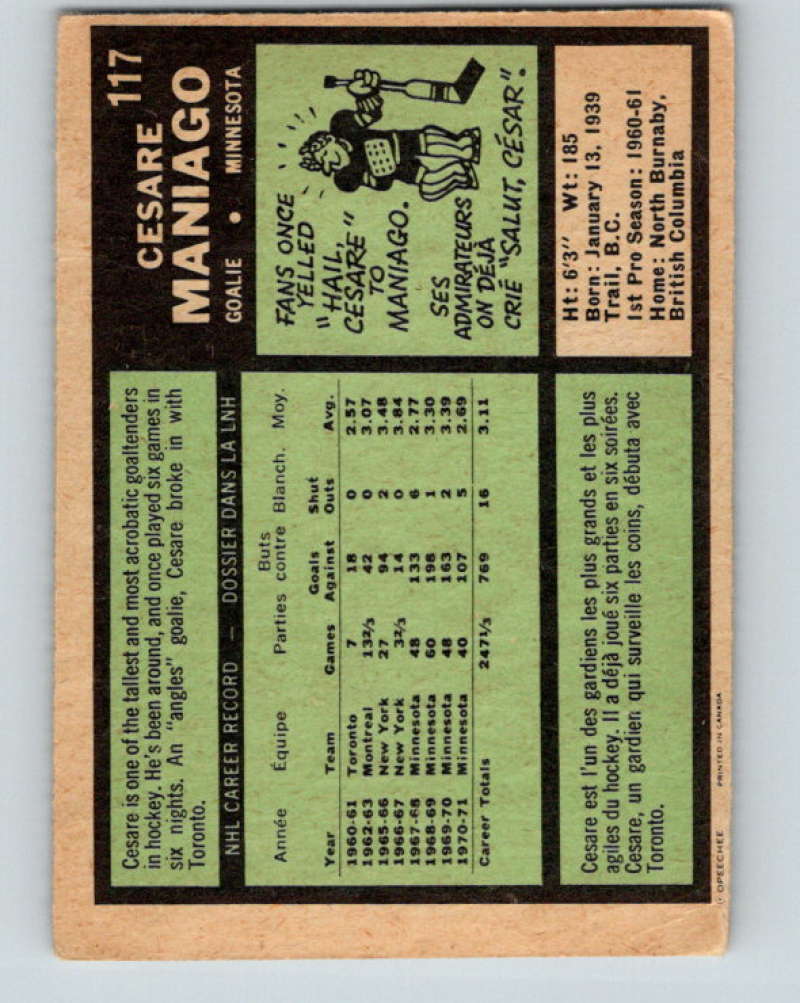 117
CESARE
MANIAGO
GOALIE • MINNESOTA
Cesare is one of the tallest and most acrobatic goaltenders
in hockey. He's been around, and once played six games in
six nights. An "angles" goalie, Cesare broke in with
Toronto.
NHL CAREER RECORD — DOSSIER DANS LA LNH
Buts
Année Équipe Parties contre Blanch. Moy.
Goals Shut
Year Team Games Against Outs Avg.
1960-61 Toronto 7 18 0 2.57
1962-63 Montreal 13 2/3 42 0 3.07
1965-66 New York 27 94 2 3.48
1966-67 New York 3 2/3 14 0 3.84
1967-68 Minnesota 48 133 6 2.77
1968-69 Minnesota 60 198 1 3.30
1969-70 Minnesota 48 163 2 3.39
1970-71 Minnesota 40 107 5 2.69
Career Totals 247 1/3 769 16 3.11
FANS ONCE
YELLED
"HAIL,
CESARE"
TO
MANIAGO.
SES
ADMIRATEURS
ON DÉJÀ
CRIÉ "SALUT, CÉSAR".
Cesare est l'un des gardiens les plus grands et les plus
agiles du hockey. Il a déjà joué six parties en six soirées.
Cesare, un gardien qui surveille les coins, débuta avec
Toronto.
Ht: 6'3" Wt: 185
Born: January 13, 1939
Trail, B.C.
1st Pro Season: 1960-61
Home: North Burnaby,
British Columbia
© OPEECHEE PRINTED IN CANADA